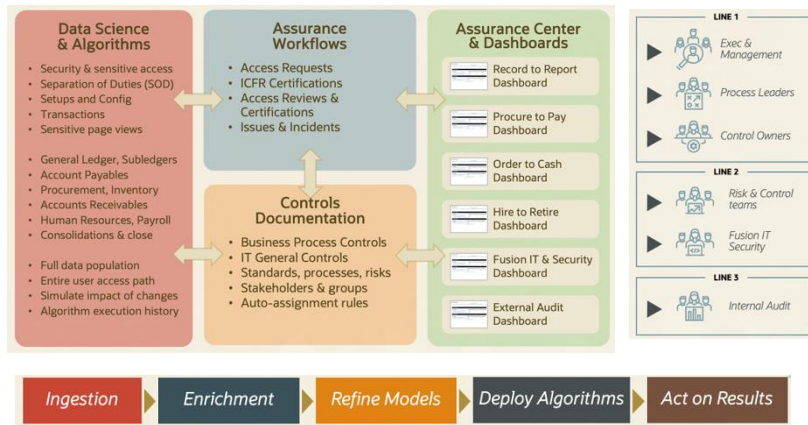 Data Science
& Algorithms
• Security & sensitive access
• Separation of Duties (SOD)
• Setups and Config
• Transactions
• Sensitive page views
• General Ledger, Subledgers
• Account Payables
• Procurement, Inventory
• Accounts Receivables
• Human Resources, Payroll
• Consolidations & close
• Full data population
• Entire user access path
• Simulate impact of changes
• Algorithm execution history
Assurance
Workflows
• Access Requests
• ICFR Certifications
• Access Reviews &
Certifications
• Issues & Incidents
Controls
Documentation
• Business Process Controls
• IT General Controls
• Standards, processes, risks
• Stakeholders & groups
• Auto-assignment rules
Assurance Center
& Dashboards
Record to Report
Dashboard
Procure to Pay
Dashboard
Order to Cash
Dashboard
Hire to Retire
Dashboard
Fusion IT & Security
Dashboard
External Audit
Dashboard
LINE 1
Exec &
Management
Process Leaders
Control Owners
LINE 2
Risk & Control
teams
Fusion IT
Security
LINE 3
Internal Audit
Ingestion
Enrichment
Refine Models
Deploy Algorithms
Act on Results